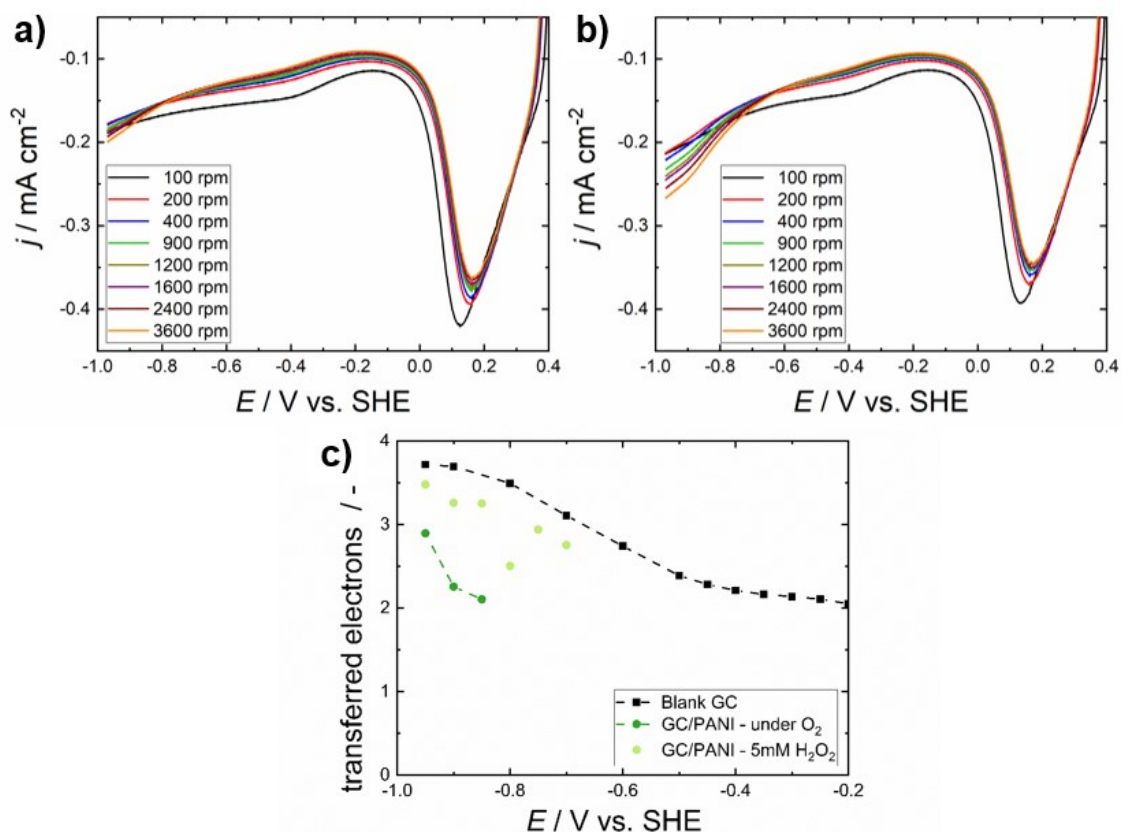 a)
j / mA cm-2
-0.1
-0.2
-0.3
-0.4
100 rpm
200 rpm
400 rpm
900 rpm
1200 rpm
1600 rpm
2400 rpm
3600 rpm
-1.0 -0.8 -0.6 -0.4 -0.2 0.0 0.2 0.4
E / V vs. SHE
b)
j / mA cm-2
-0.1
-0.2
-0.3
-0.4
100 rpm
200 rpm
400 rpm
900 rpm
1200 rpm
1600 rpm
2400 rpm
3600 rpm
-1.0 -0.8 -0.6 -0.4 -0.2 0.0 0.2 0.4
E / V vs. SHE
c)
transferred electrons / -
4
3
2
1
0
Blank GC
GC/PANI - under O2
GC/PANI - 5mM H2O2
-1.0 -0.8 -0.6 -0.4 -0.2
E / V vs. SHE